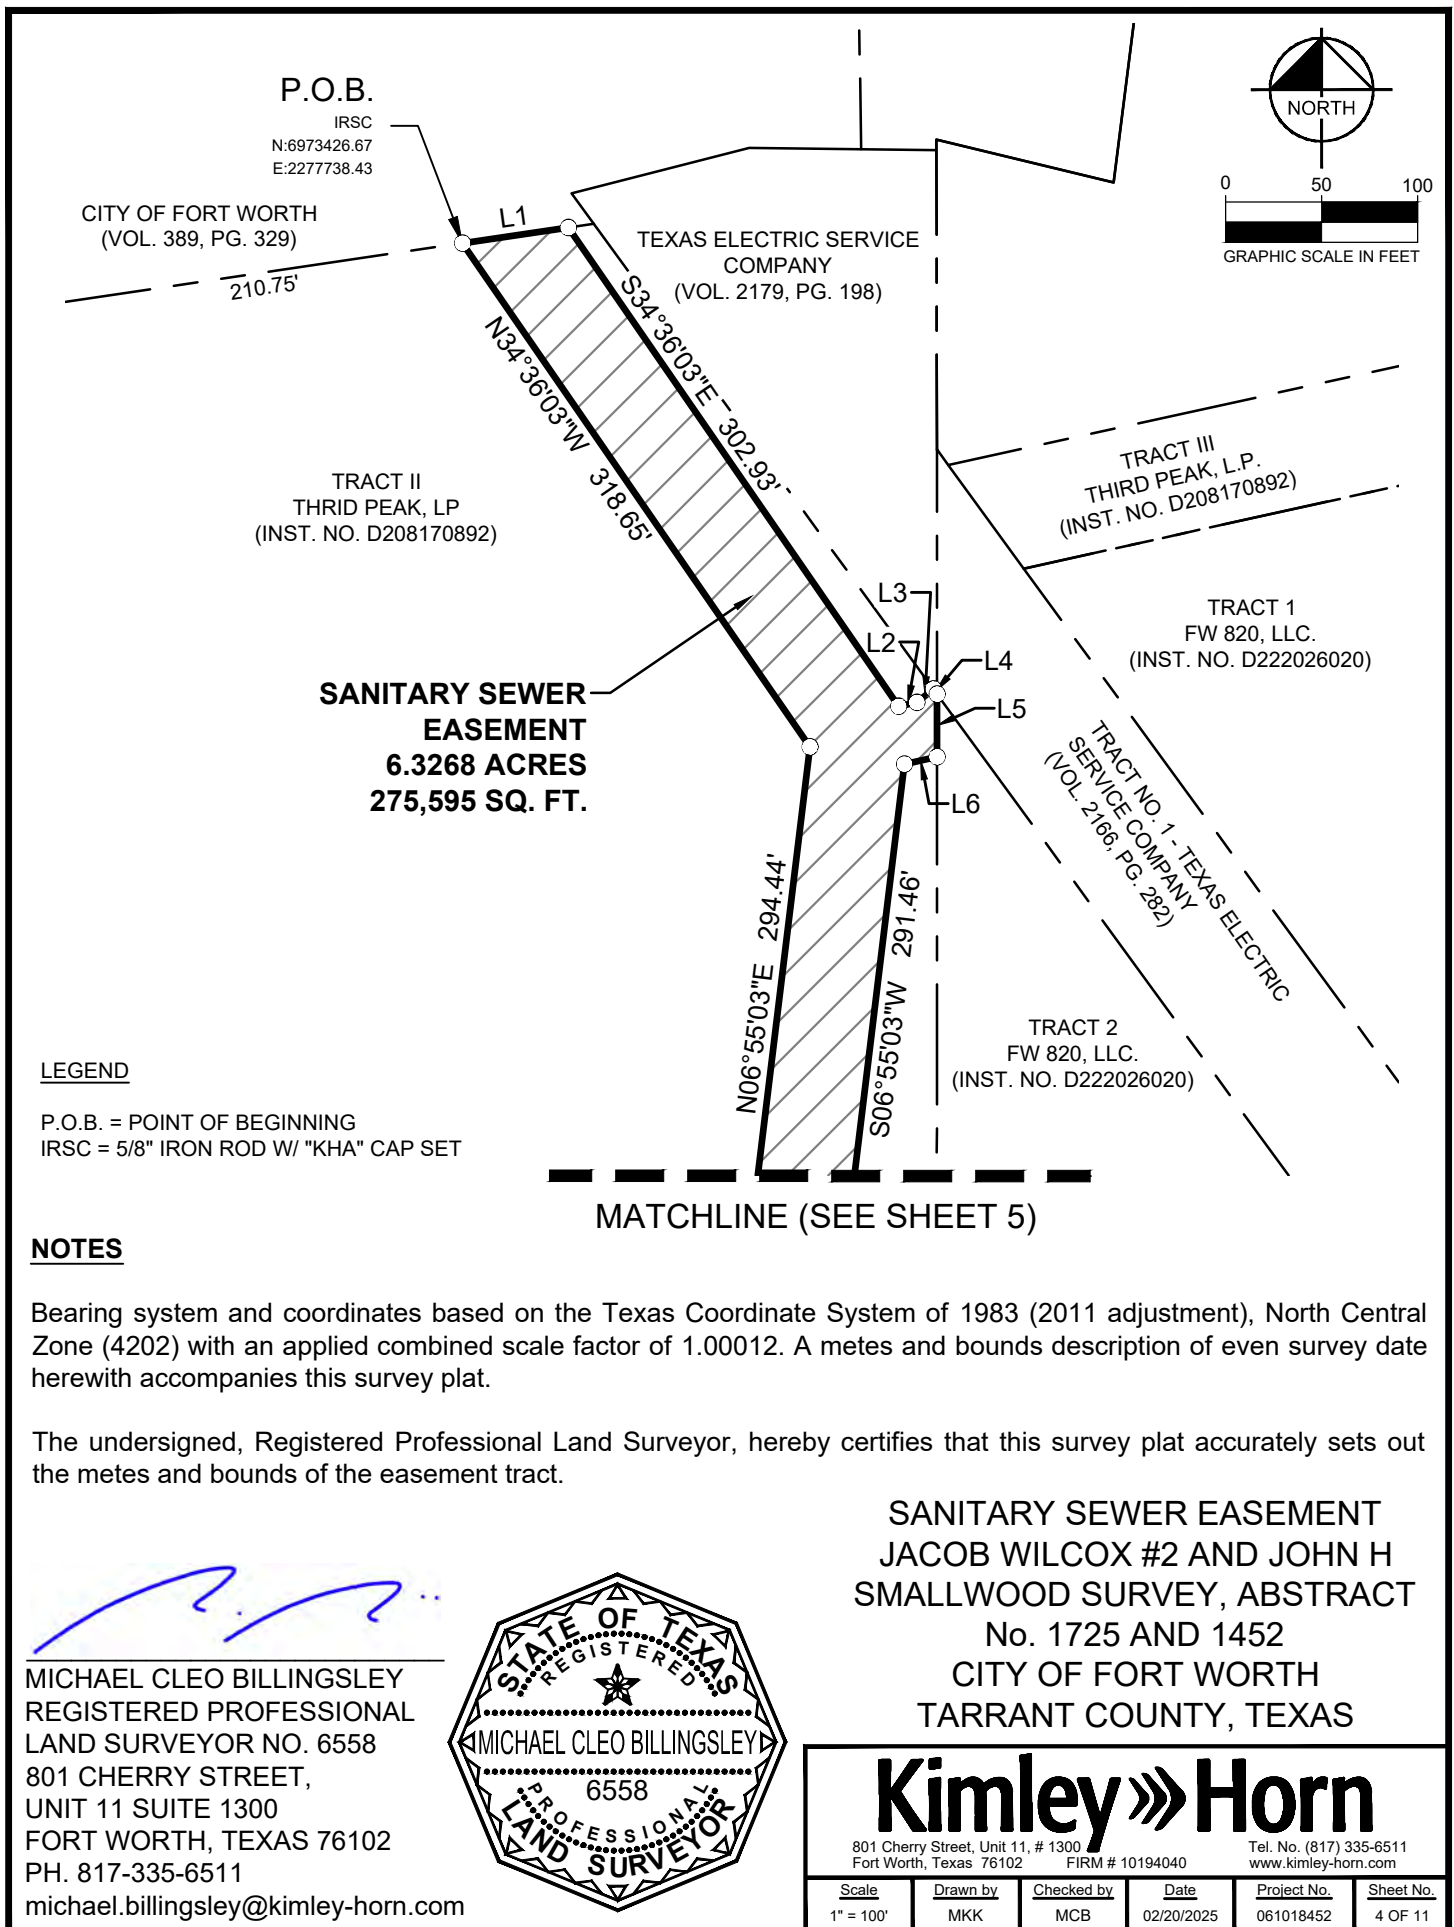 P.O.B.
IRSC
N:6973426.67
E:2277738.43
NORTH
0 50 100
GRAPHIC SCALE IN FEET
CITY OF FORT WORTH
(VOL. 389, PG. 329)
210.75'
L1
TEXAS ELECTRIC SERVICE
COMPANY
(VOL. 2179, PG. 198)
S34°36'03"E 302.93'
N34°36'03"W 318.65'
TRACT II
THRID PEAK, LP
(INST. NO. D208170892)
TRACT III
THIRD PEAK, L.P.
(INST. NO. D208170892)
TRACT 1
FW 820, LLC.
(INST. NO. D222026020)
L3
L2
L4
L5
L6
SANITARY SEWER
EASEMENT
6.3268 ACRES
275,595 SQ. FT.
TRACT NO. 1 - TEXAS ELECTRIC
SERVICE COMPANY
(VOL. 2166, PG. 282)
N06°55'03"E 294.44'
S06°55'03"W 291.46'
TRACT 2
FW 820, LLC.
(INST. NO. D222026020)
LEGEND
P.O.B. = POINT OF BEGINNING
IRSC = 5/8" IRON ROD W/ "KHA" CAP SET
MATCHLINE (SEE SHEET 5)
NOTES
Bearing system and coordinates based on the Texas Coordinate System of 1983 (2011 adjustment), North Central
Zone (4202) with an applied combined scale factor of 1.00012. A metes and bounds description of even survey date
herewith accompanies this survey plat.
The undersigned, Registered Professional Land Surveyor, hereby certifies that this survey plat accurately sets out
the metes and bounds of the easement tract.
MICHAEL CLEO BILLINGSLEY
REGISTERED PROFESSIONAL
LAND SURVEYOR NO. 6558
801 CHERRY STREET,
UNIT 11 SUITE 1300
FORT WORTH, TEXAS 76102
PH. 817-335-6511
michael.billingsley@kimley-horn.com
STATE OF TEXAS
REGISTERED
MICHAEL CLEO BILLINGSLEY
6558
PROFESSIONAL
LAND SURVEYOR
SANITARY SEWER EASEMENT
JACOB WILCOX #2 AND JOHN H
SMALLWOOD SURVEY, ABSTRACT
No. 1725 AND 1452
CITY OF FORT WORTH
TARRANT COUNTY, TEXAS
Kimley»Horn
801 Cherry Street, Unit 11, # 1300 Tel. No. (817) 335-6511
Fort Worth, Texas 76102 FIRM # 10194040 www.kimley-horn.com
Scale Drawn by Checked by Date Project No. Sheet No.
1" = 100' MKK MCB 02/20/2025 061018452 4 OF 11